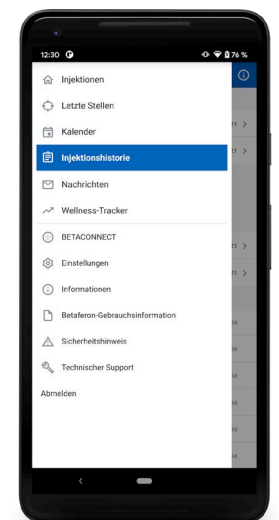 12:30
76 %
Injektionen
Letzte Stellen
Kalender
Injektionshistorie
Nachrichten
Wellness-Tracker
BETACONNECT
Einstellungen
Informationen
Betaferon-Gebrauchsinformation
Sicherheitshinweis
Technischer Support
Abmelden